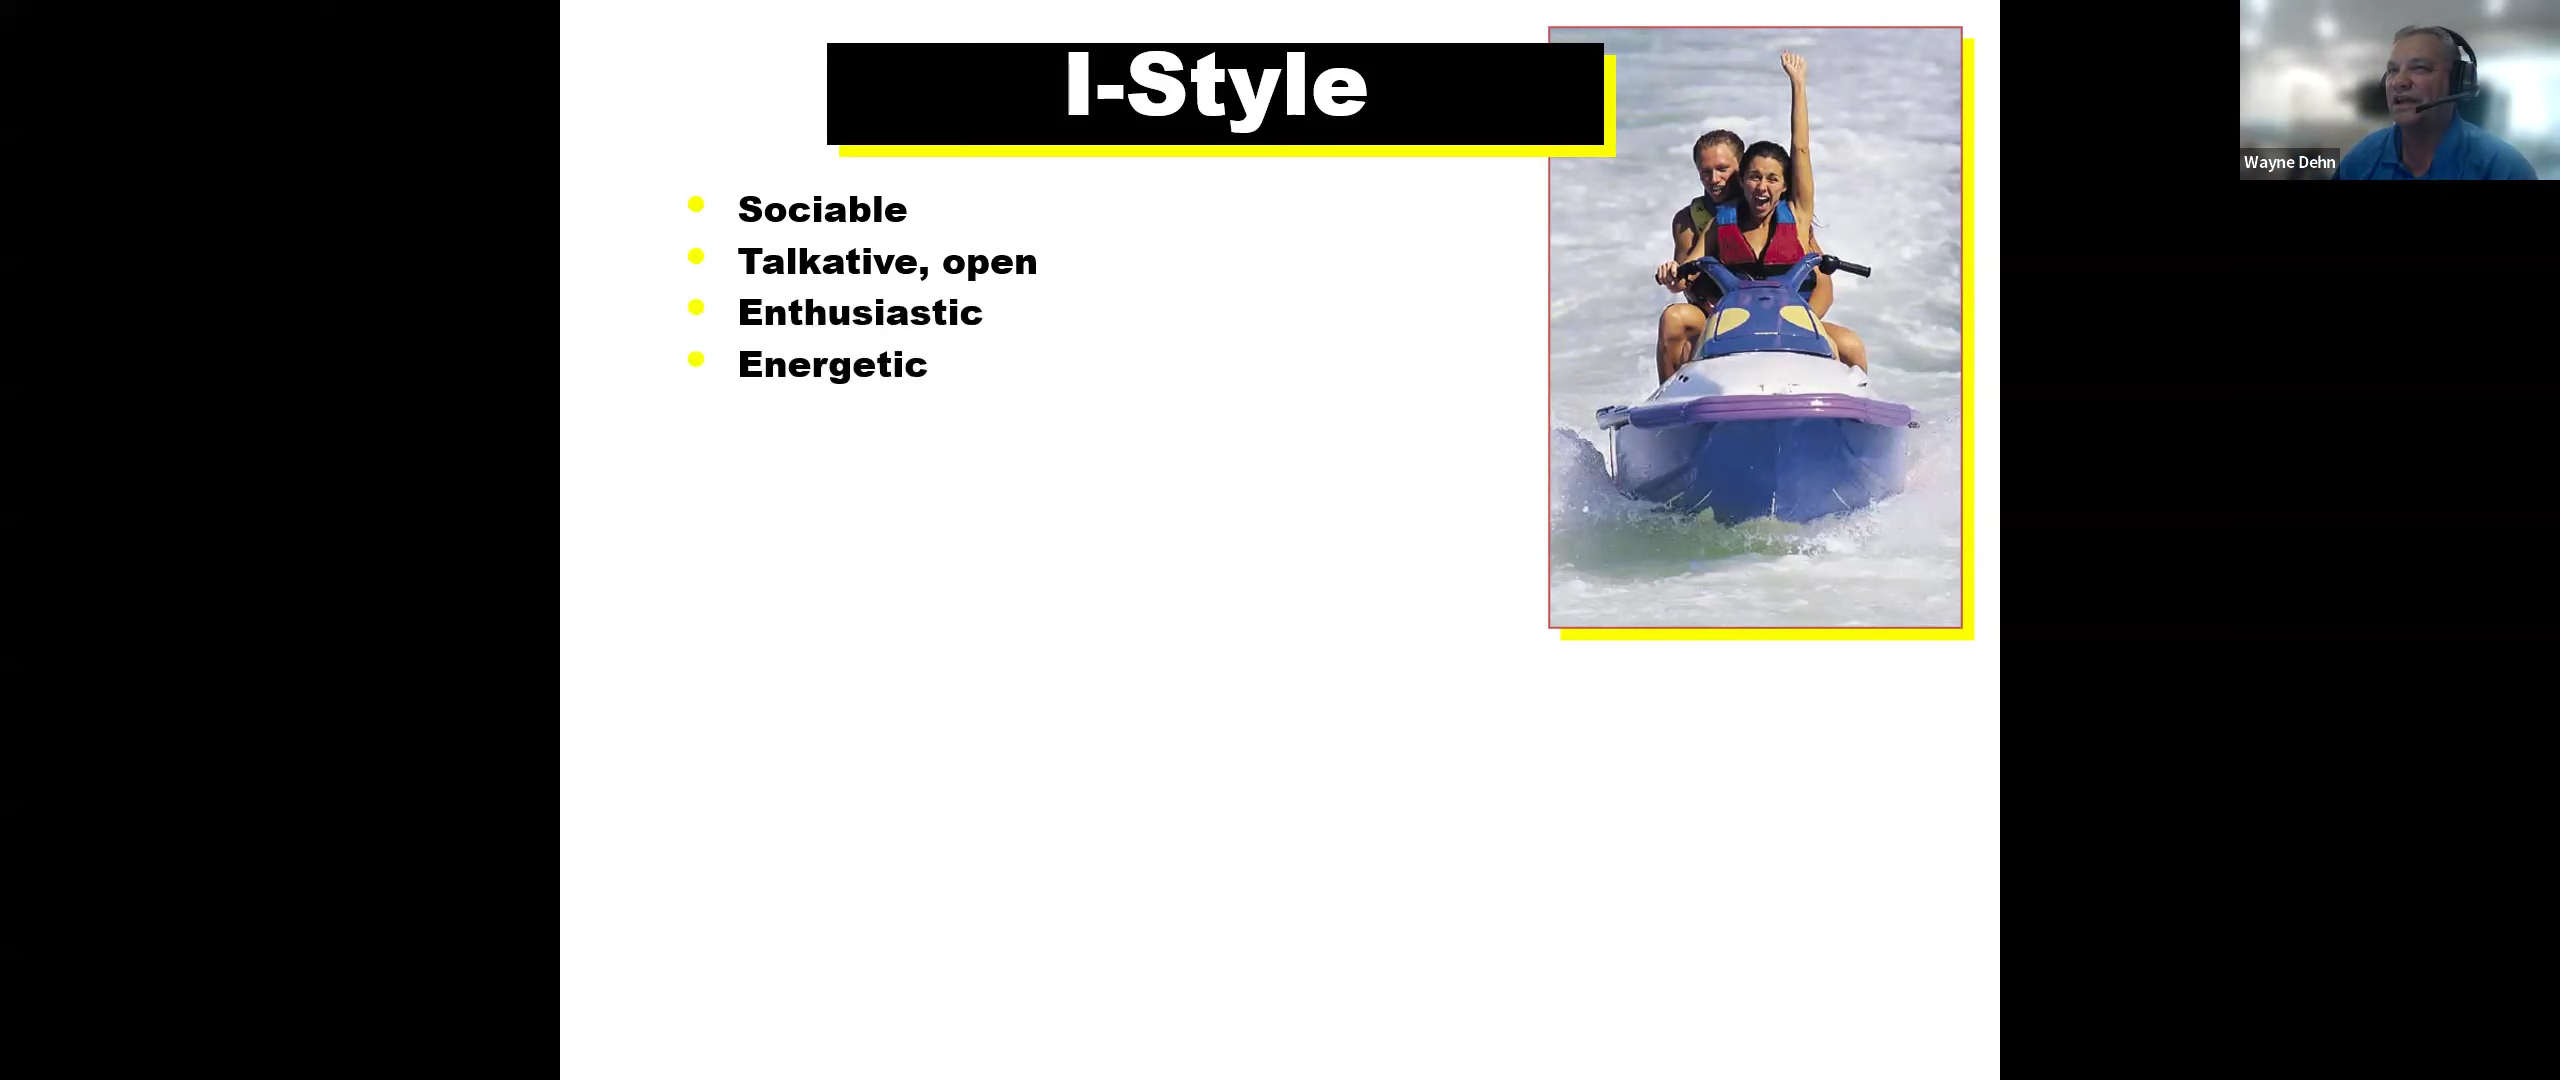 I-Style
Sociable
Talkative, open
Enthusiastic
Energetic
Wayne Dehn